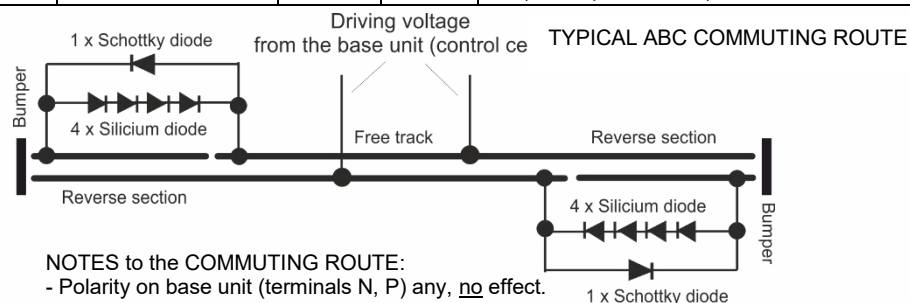 Driving voltage
from the base unit (control ce
TYPICAL ABC COMMUTING ROUTE
1 x Schottky diode
Bumper
4 x Silicium diode
Free track
Reverse section
Reverse section
4 x Silicium diode
Bumper
1 x Schottky diode
NOTES to the COMMUTING ROUTE:
- Polarity on base unit (terminals N, P) any, no effect.